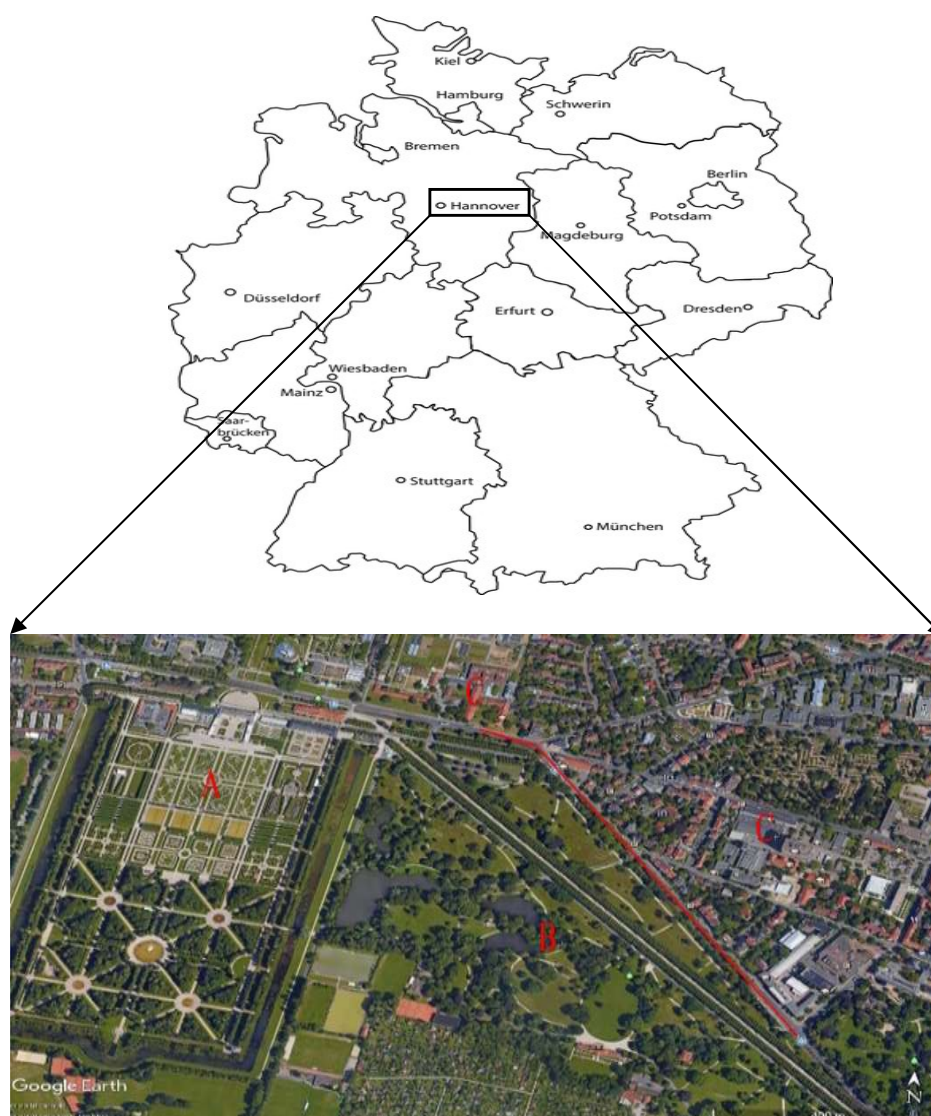 Kiel
Hamburg
Schwerin
Bremen
Berlin
Hannover
Potsdam
Magdeburg
Düsseldorf
Erfurt
Dresden
Wiesbaden
Mainz
Saar-
brücken
Stuttgart
München
C
A
C
B
Google Earth
N